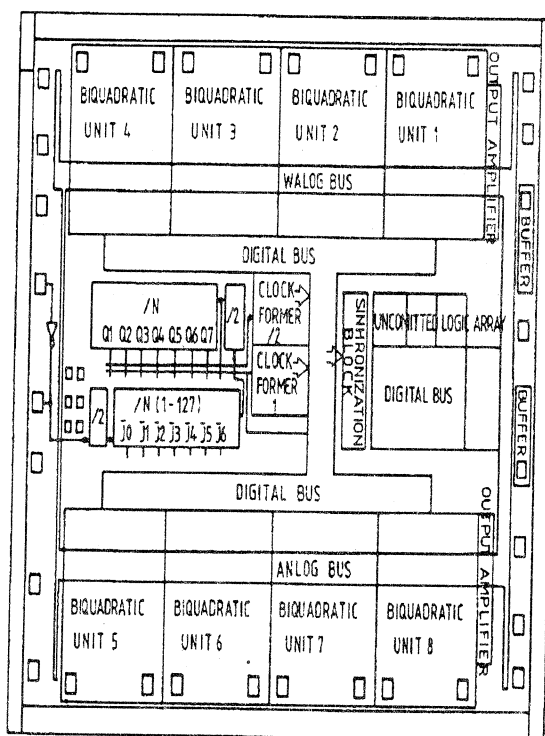 BIQUADRATIC UNIT 4
BIQUADRATIC UNIT 3
BIQUADRATIC UNIT 2
BIQUADRATIC UNIT 1
OUTPUT AMPLIFIER
WALOG BUS
BUFFER
DIGITAL BUS
/N
Q1 Q2 Q3 Q4 Q5 Q6 Q7
/2
CLOCK FORMER /2
CLOCK FORMER 1
SINHRONIZATION BLOCK
UNCOMITTED LOGIC ARRAY
DIGITAL BUS
/2
/N (1-127)
J0 J1 J2 J3 J4 J5 J6
BUFFER
DIGITAL BUS
OUTPUT AMPLIFIER
ANLOG BUS
BIQUADRATIC UNIT 5
BIQUADRATIC UNIT 6
BIQUADRATIC UNIT 7
BIQUADRATIC UNIT 8